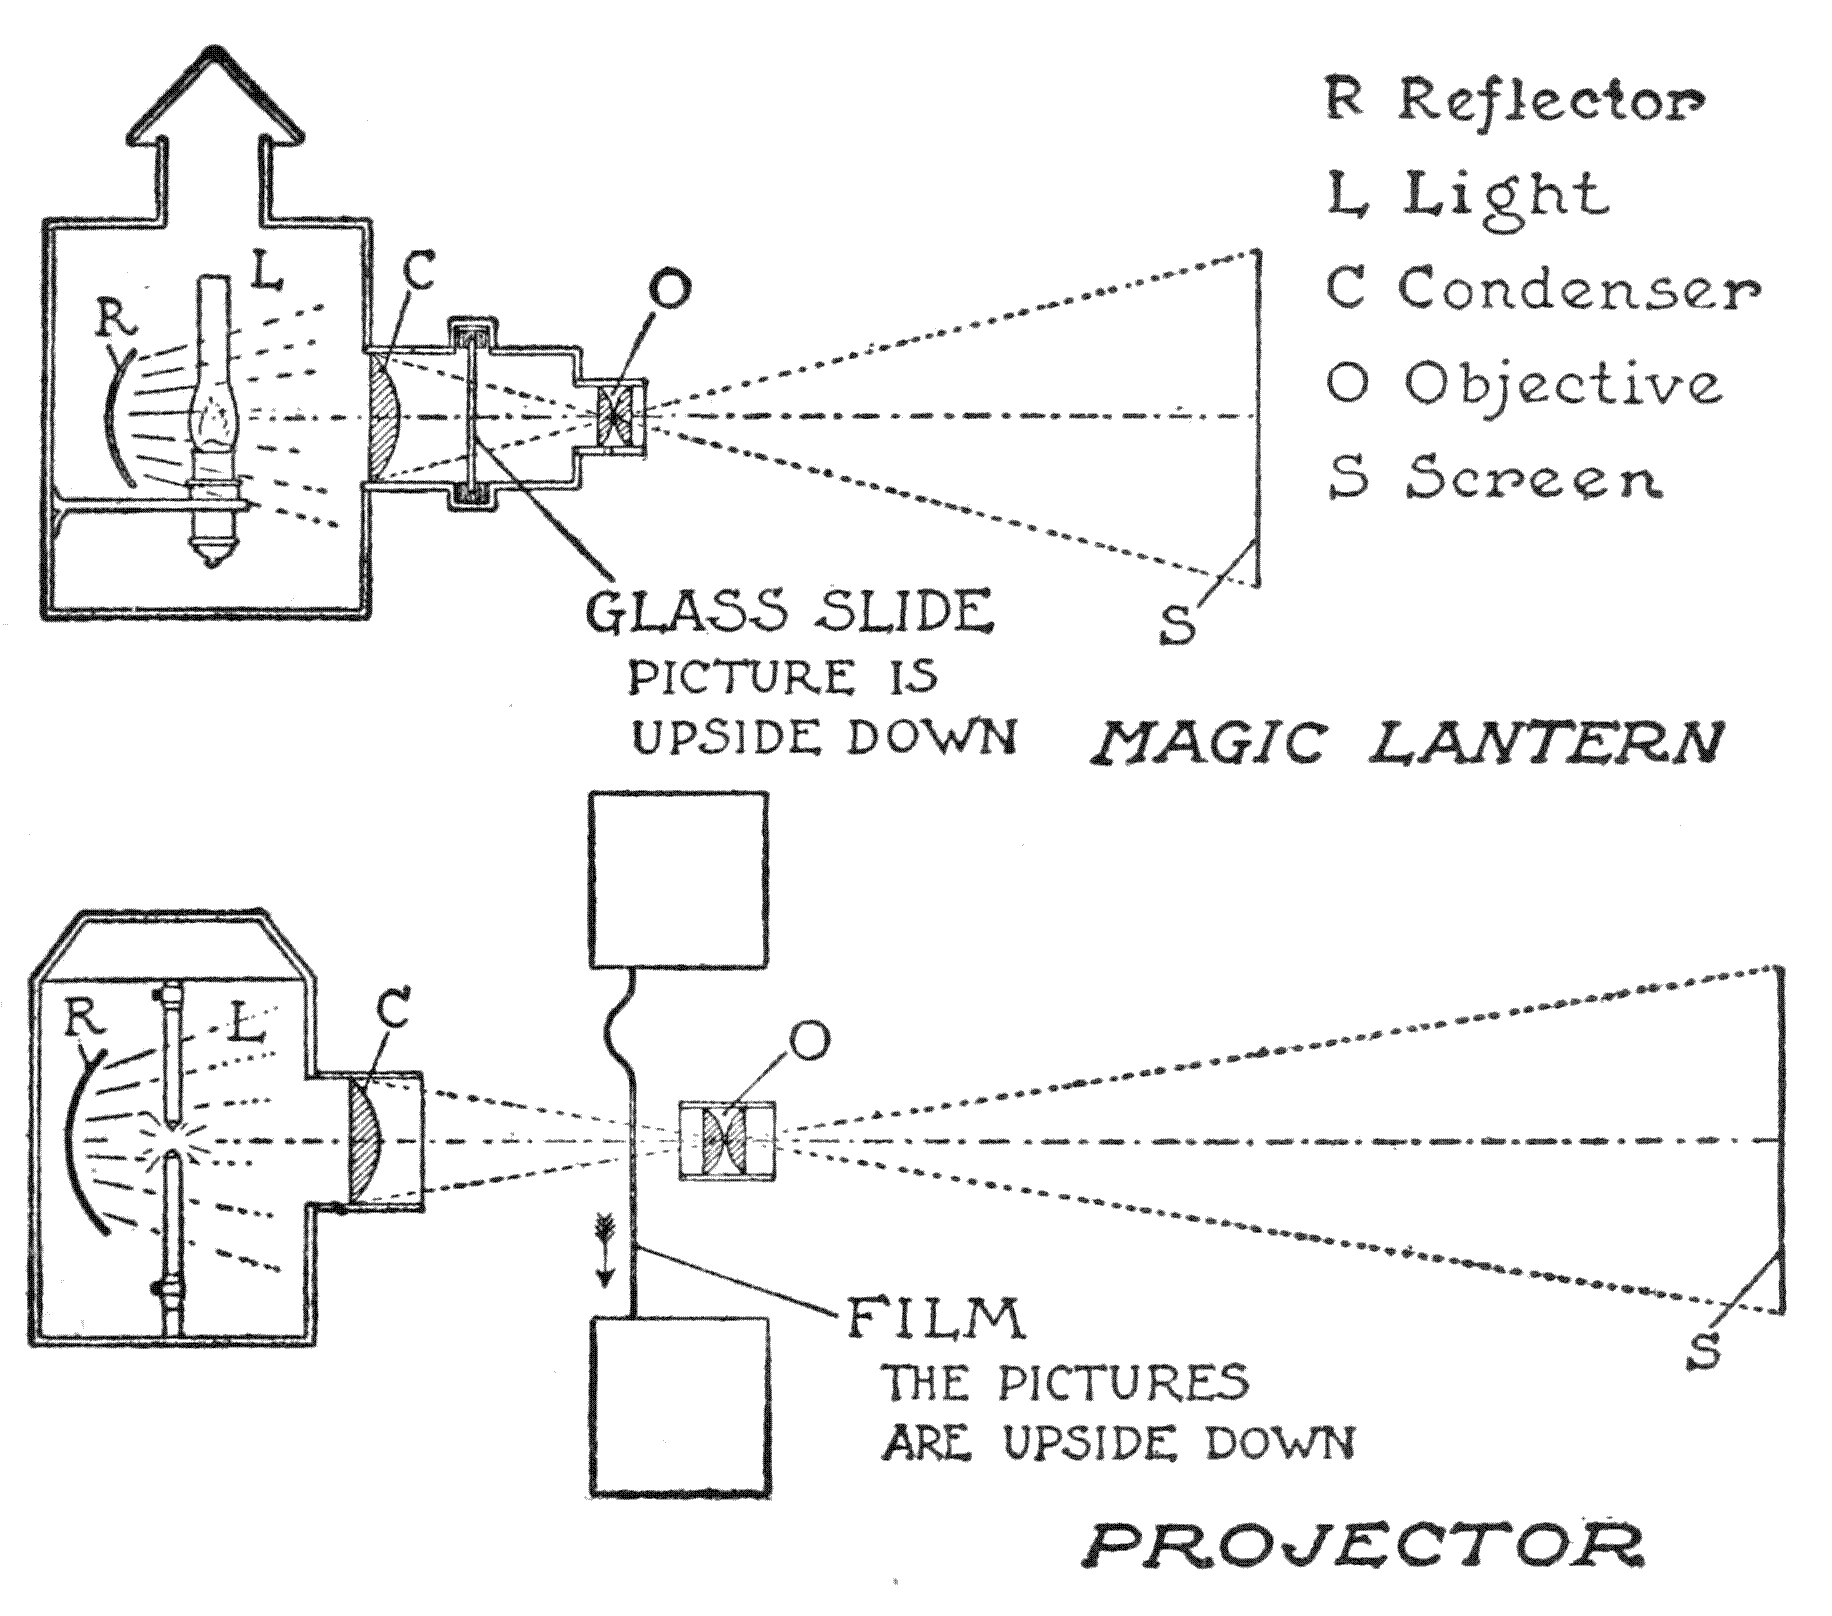 R Reflector
L Light
C Condenser
O Objective
S Screen
L
C
R
O
GLASS SLIDE
PICTURE IS
UPSIDE DOWN
S
MAGIC LANTERN
R
L
C
O
FILM
THE PICTURES
ARE UPSIDE DOWN
S
PROJECTOR